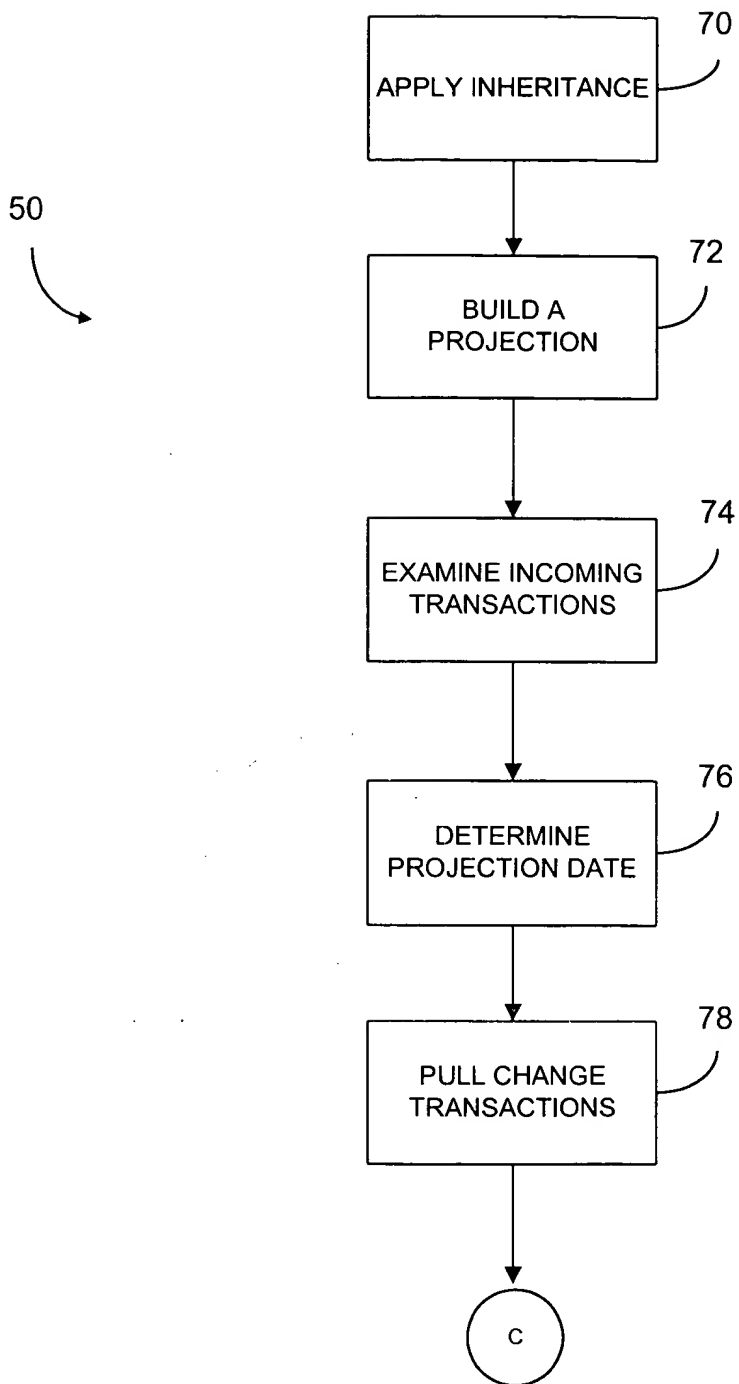 70
APPLY INHERITANCE
50
72
BUILD A
PROJECTION
74
EXAMINE INCOMING
TRANSACTIONS
76
DETERMINE
PROJECTION DATE
78
PULL CHANGE
TRANSACTIONS
C